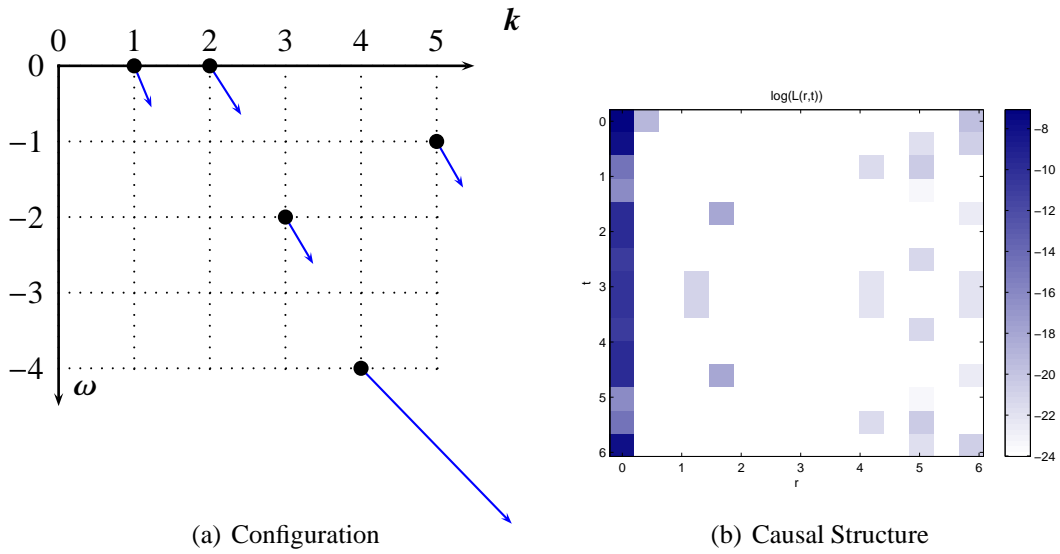 k
0 1 2 3 4 5
0
−1
−2
−3
−4
ω
(a) Configuration
log(L(r,t))
0
1
2
3
4
5
6
t
0 1 2 3 4 5 6
r
−8
−10
−12
−14
−16
−18
−20
−22
−24
(b) Causal Structure